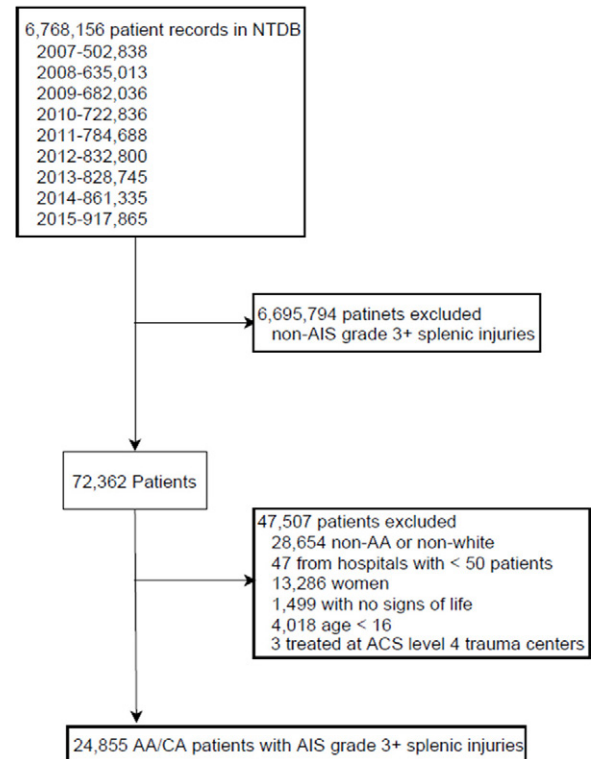 6,768,156 patient records in NTDB
2007-502,838
2008-635,013
2009-682,036
2010-722,836
2011-784,688
2012-832,800
2013-828,745
2014-861,335
2015-917,865
6,695,794 patinets excluded
non-AIS grade 3+ splenic injuries
72,362 Patients
47,507 patients excluded
28,654 non-AA or non-white
47 from hospitals with < 50 patients
13,286 women
1,499 with no signs of life
4,018 age < 16
3 treated at ACS level 4 trauma centers
24,855 AA/CA patients with AIS grade 3+ splenic injuries